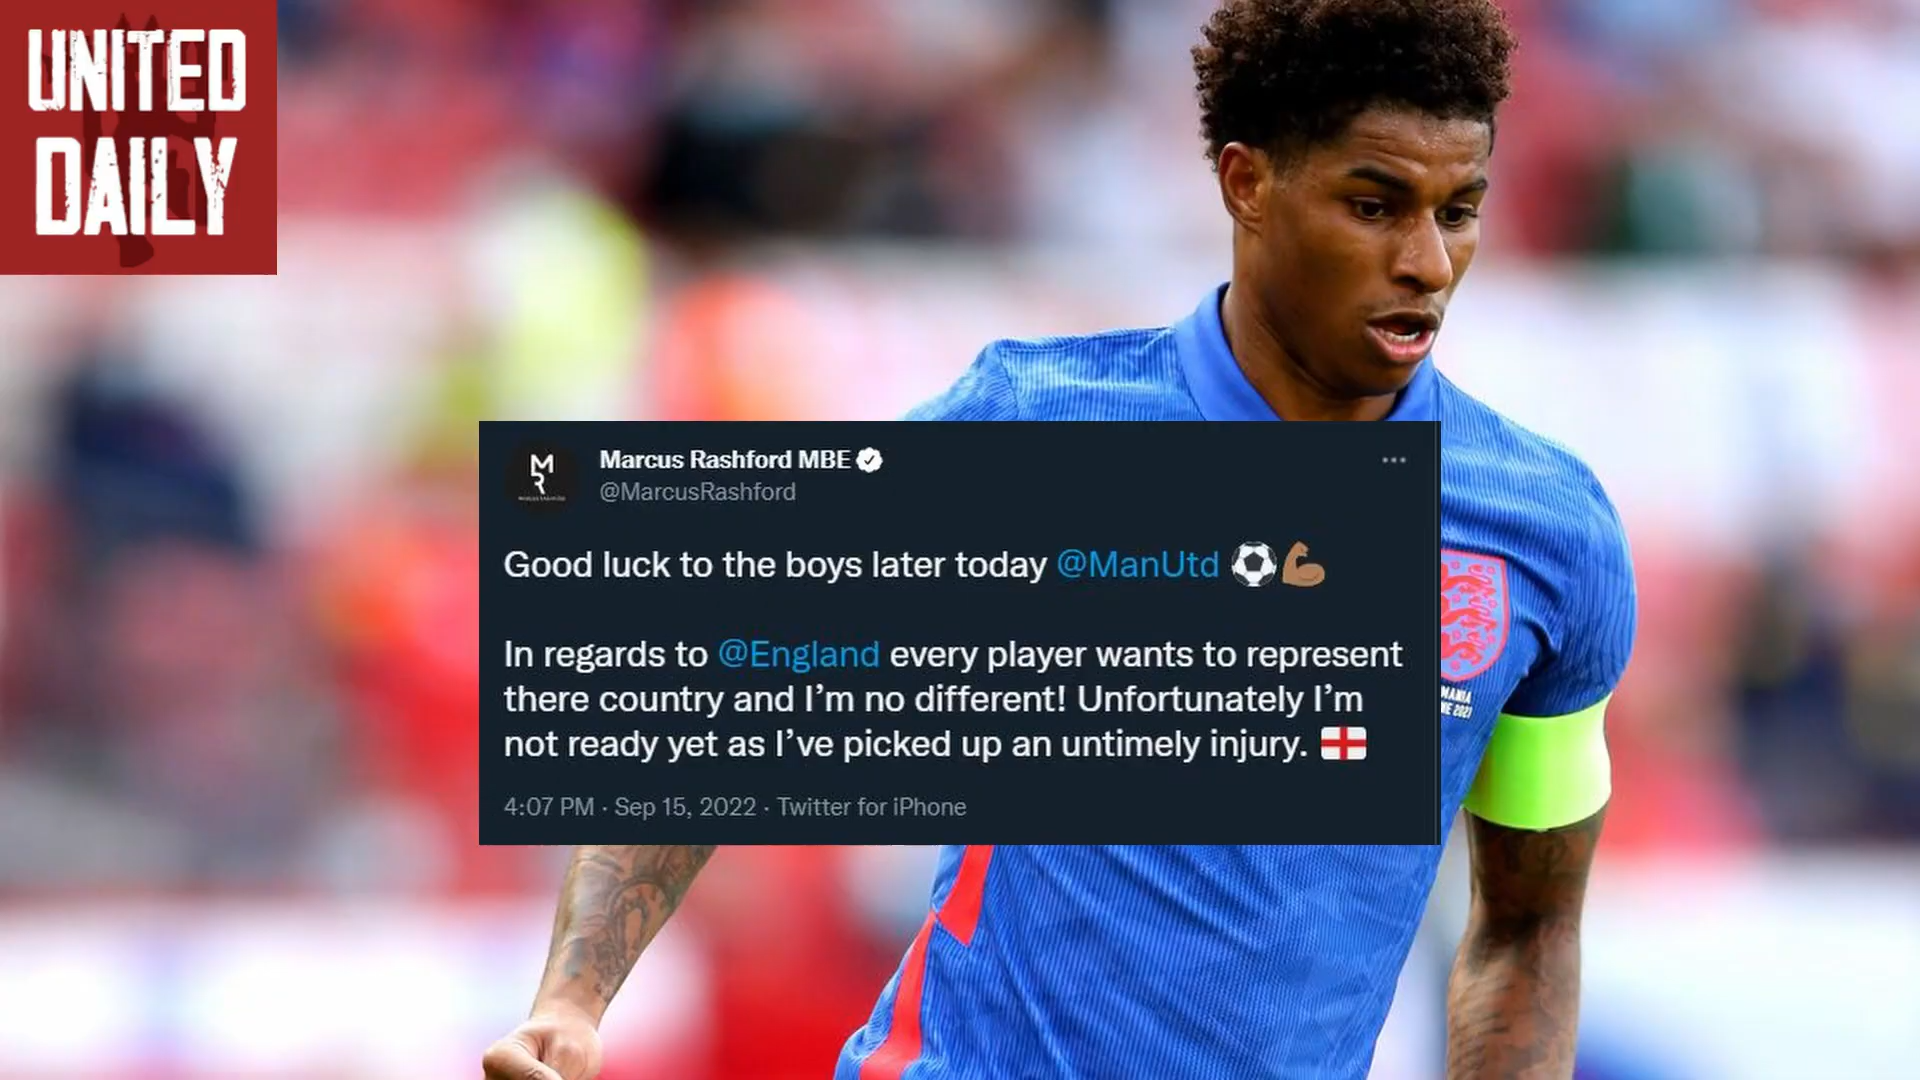 UNITED
DAILY
Marcus Rashford MBE
@MarcusRashford
Good luck to the boys later today @ManUtd ⚽💪🏽
In regards to @England every player wants to represent
there country and I’m no different! Unfortunately I’m
not ready yet as I’ve picked up an untimely injury. 🏴󠁧󠁢󠁥󠁮󠁧󠁿
4:07 PM · Sep 15, 2022 · Twitter for iPhone